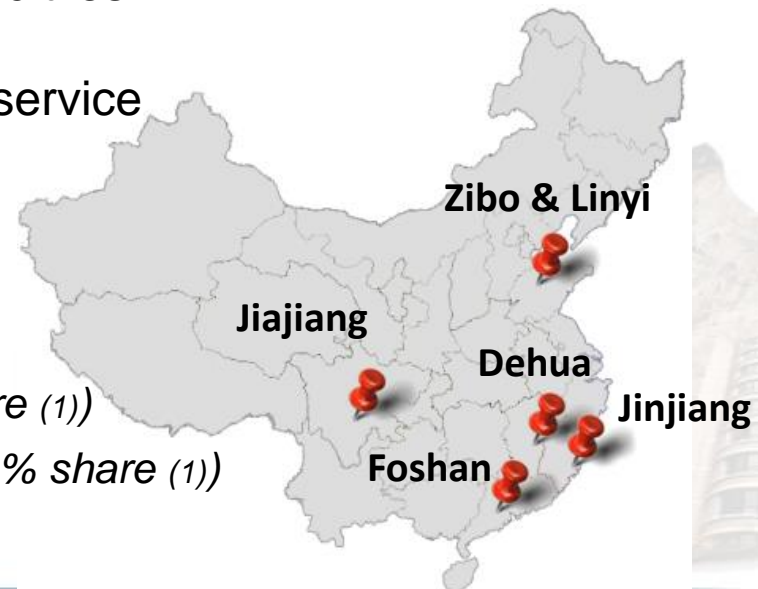 service
Zibo & Linyi
Jiajiang
Dehua
re (1))
Jinjiang
% share (1))
Foshan